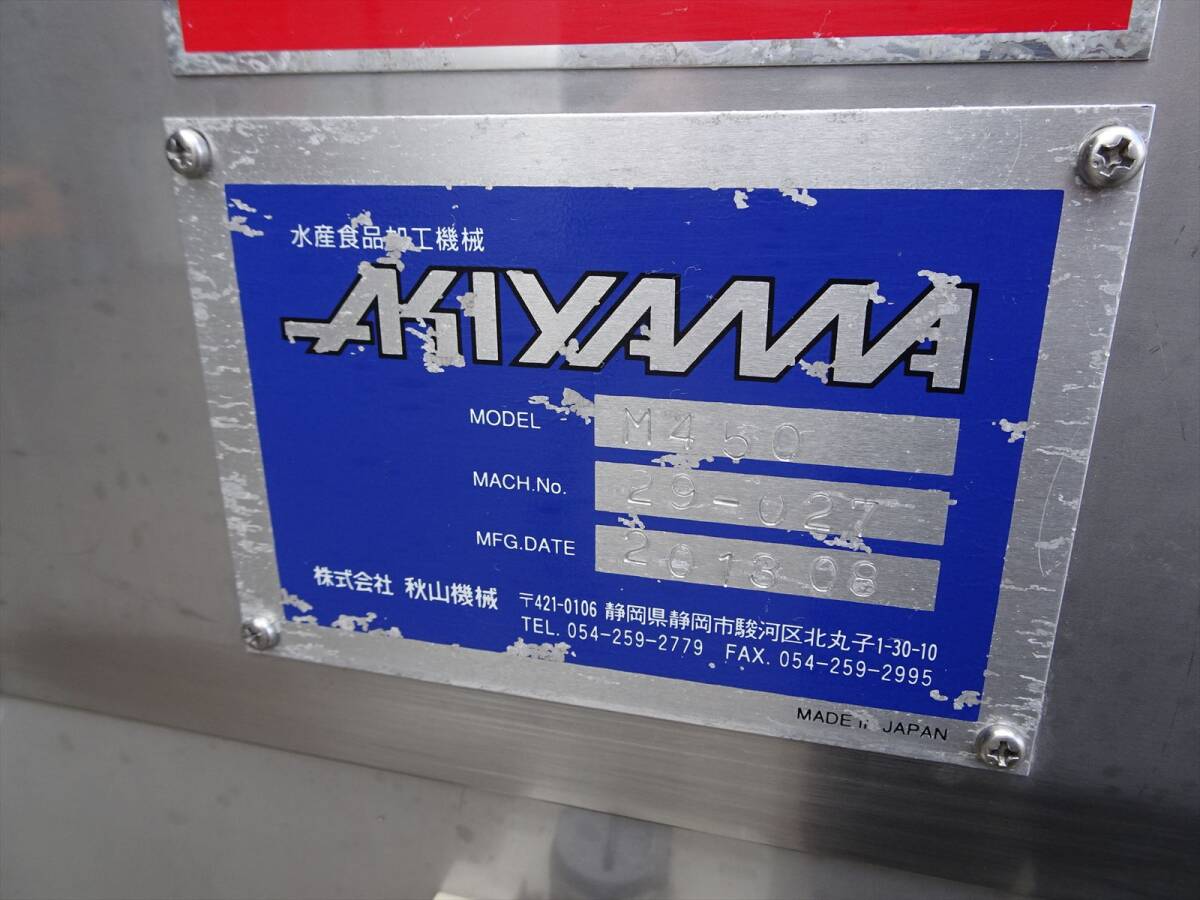 水産食品加工機械
AKIYAMA
MODEL M450
MACH.No. 29-027
MFG.DATE 2013 08
株式会社 秋山機械 〒421-0106 静岡県静岡市駿河区北丸子1-30-10
TEL. 054-259-2779 FAX. 054-259-2995
MADE in JAPAN